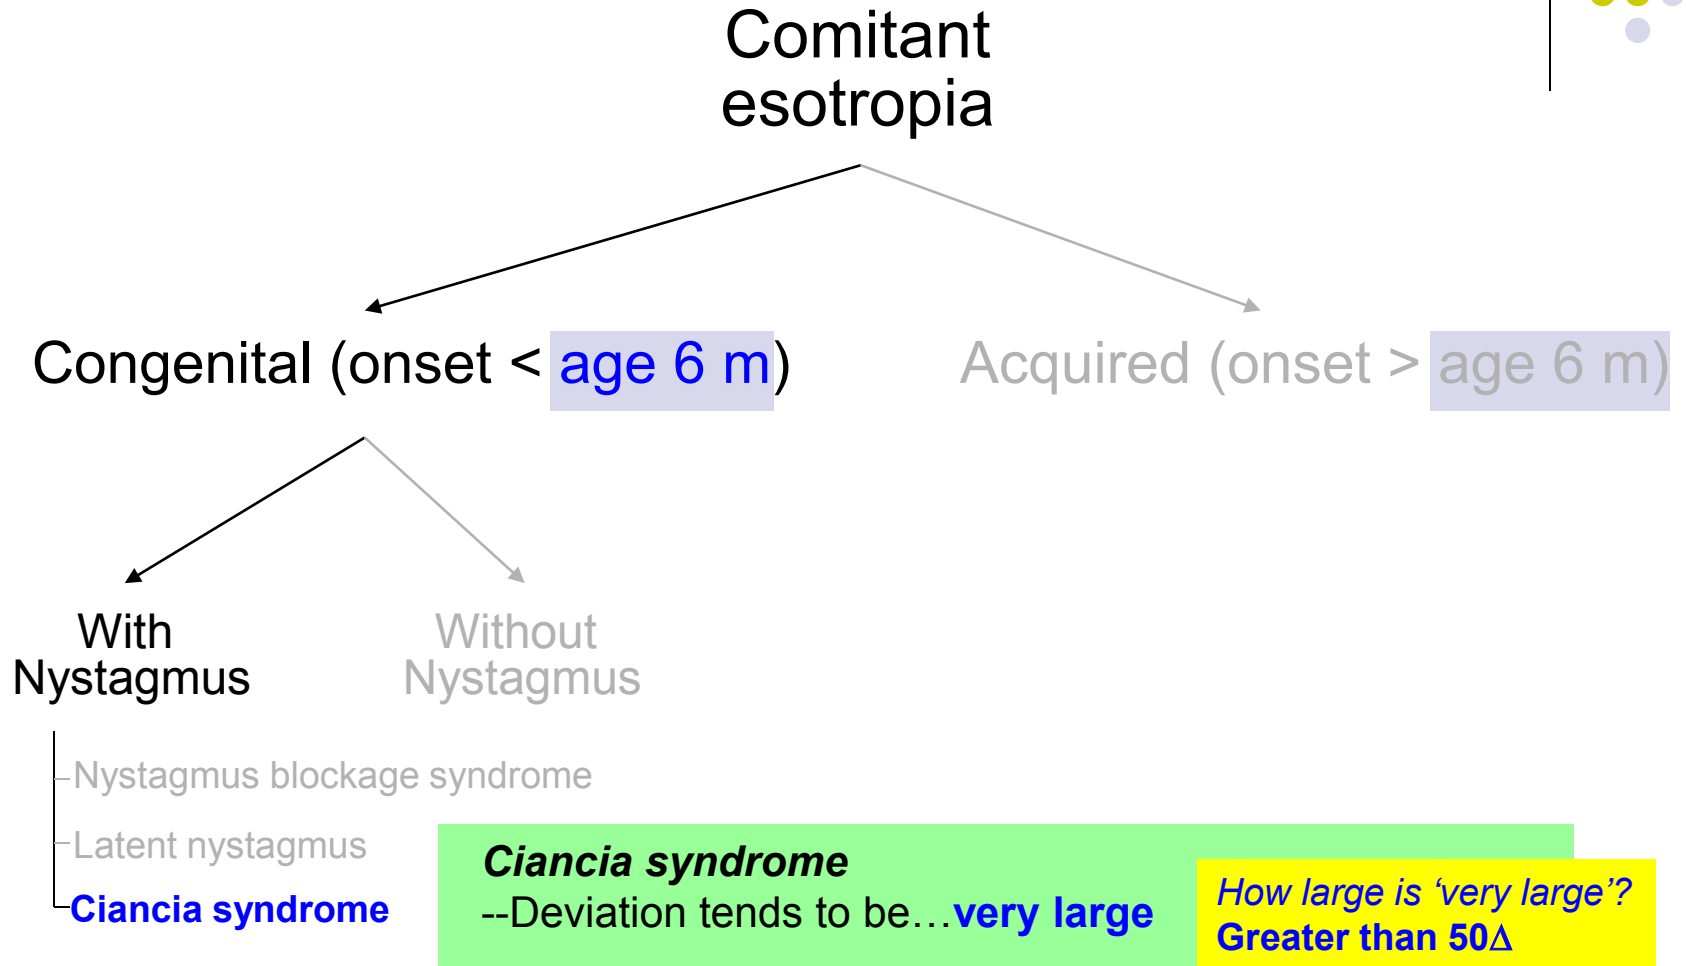 Comitant
esotropia
Congenital (onset < age 6 m)
Acquired (onset > age 6 m)
With
Nystagmus
Without
Nystagmus
Nystagmus blockage syndrome
Latent nystagmus
Ciancia syndrome
Ciancia syndrome
--Deviation tends to be…very large
How large is ‘very large’?
Greater than 50Δ